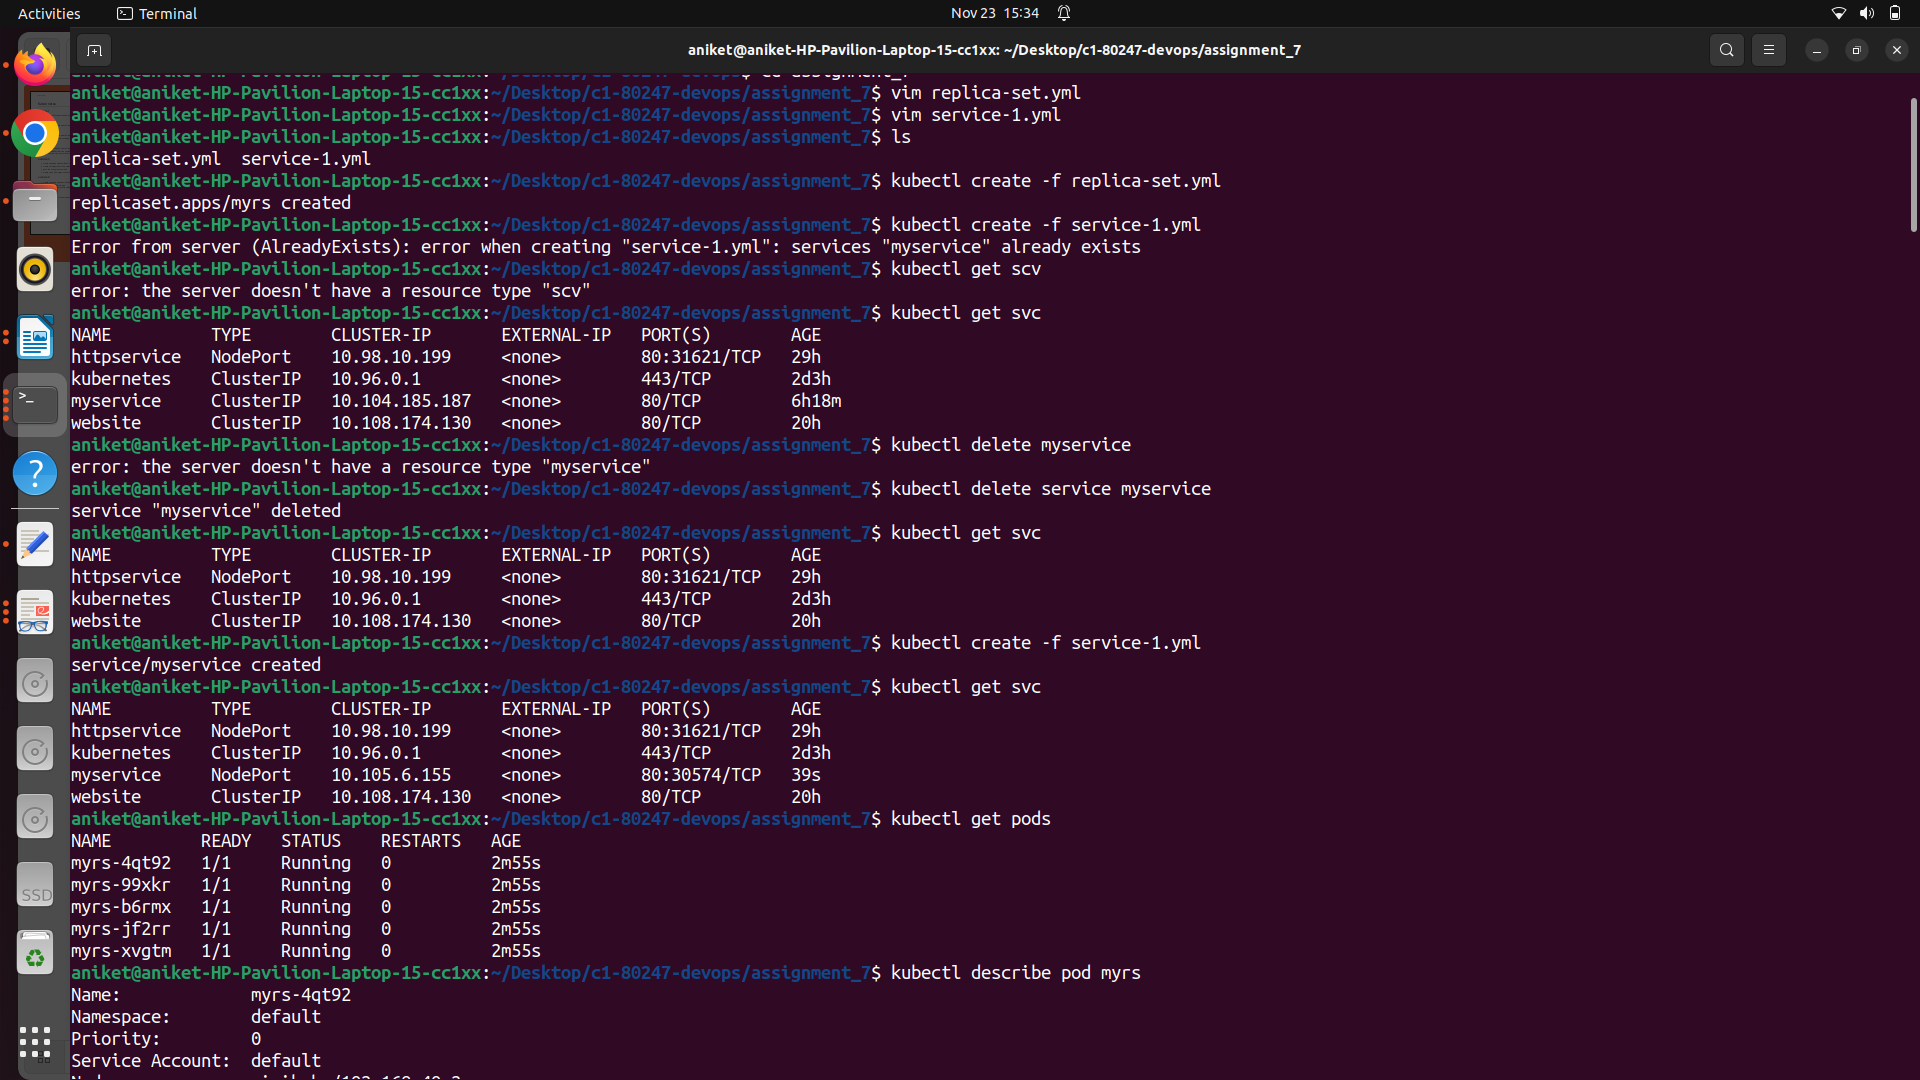 Activities
Terminal
Nov 23 15:34
aniket@aniket-HP-Pavilion-Laptop-15-cc1xx: ~/Desktop/c1-80247-devops/assignment_7
aniket@aniket-HP-Pavilion-Laptop-15-cc1xx:~/Desktop/c1-80247-devops$ cd assignment_7
aniket@aniket-HP-Pavilion-Laptop-15-cc1xx:~/Desktop/c1-80247-devops/assignment_7$ vim replica-set.yml
aniket@aniket-HP-Pavilion-Laptop-15-cc1xx:~/Desktop/c1-80247-devops/assignment_7$ vim service-1.yml
aniket@aniket-HP-Pavilion-Laptop-15-cc1xx:~/Desktop/c1-80247-devops/assignment_7$ ls
replica-set.yml  service-1.yml
aniket@aniket-HP-Pavilion-Laptop-15-cc1xx:~/Desktop/c1-80247-devops/assignment_7$ kubectl create -f replica-set.yml
replicaset.apps/myrs created
aniket@aniket-HP-Pavilion-Laptop-15-cc1xx:~/Desktop/c1-80247-devops/assignment_7$ kubectl create -f service-1.yml
Error from server (AlreadyExists): error when creating "service-1.yml": services "myservice" already exists
aniket@aniket-HP-Pavilion-Laptop-15-cc1xx:~/Desktop/c1-80247-devops/assignment_7$ kubectl get scv
error: the server doesn't have a resource type "scv"
aniket@aniket-HP-Pavilion-Laptop-15-cc1xx:~/Desktop/c1-80247-devops/assignment_7$ kubectl get svc
NAME          TYPE        CLUSTER-IP       EXTERNAL-IP   PORT(S)        AGE
httpservice   NodePort    10.98.10.199     <none>        80:31621/TCP   29h
kubernetes    ClusterIP   10.96.0.1        <none>        443/TCP        2d3h
myservice     ClusterIP   10.104.185.187   <none>        80/TCP         6h18m
website       ClusterIP   10.108.174.130   <none>        80/TCP         20h
aniket@aniket-HP-Pavilion-Laptop-15-cc1xx:~/Desktop/c1-80247-devops/assignment_7$ kubectl delete myservice
error: the server doesn't have a resource type "myservice"
aniket@aniket-HP-Pavilion-Laptop-15-cc1xx:~/Desktop/c1-80247-devops/assignment_7$ kubectl delete service myservice
service "myservice" deleted
aniket@aniket-HP-Pavilion-Laptop-15-cc1xx:~/Desktop/c1-80247-devops/assignment_7$ kubectl get svc
NAME          TYPE        CLUSTER-IP       EXTERNAL-IP   PORT(S)        AGE
httpservice   NodePort    10.98.10.199     <none>        80:31621/TCP   29h
kubernetes    ClusterIP   10.96.0.1        <none>        443/TCP        2d3h
website       ClusterIP   10.108.174.130   <none>        80/TCP         20h
aniket@aniket-HP-Pavilion-Laptop-15-cc1xx:~/Desktop/c1-80247-devops/assignment_7$ kubectl create -f service-1.yml
service/myservice created
aniket@aniket-HP-Pavilion-Laptop-15-cc1xx:~/Desktop/c1-80247-devops/assignment_7$ kubectl get svc
NAME          TYPE        CLUSTER-IP       EXTERNAL-IP   PORT(S)        AGE
httpservice   NodePort    10.98.10.199     <none>        80:31621/TCP   29h
kubernetes    ClusterIP   10.96.0.1        <none>        443/TCP        2d3h
myservice     NodePort    10.105.6.155     <none>        80:30574/TCP   39s
website       ClusterIP   10.108.174.130   <none>        80/TCP         20h
aniket@aniket-HP-Pavilion-Laptop-15-cc1xx:~/Desktop/c1-80247-devops/assignment_7$ kubectl get pods
NAME         READY   STATUS    RESTARTS   AGE
myrs-4qt92   1/1     Running   0          2m55s
myrs-99xkr   1/1     Running   0          2m55s
myrs-b6rmx   1/1     Running   0          2m55s
myrs-jf2rr   1/1     Running   0          2m55s
myrs-xvgtm   1/1     Running   0          2m55s
aniket@aniket-HP-Pavilion-Laptop-15-cc1xx:~/Desktop/c1-80247-devops/assignment_7$ kubectl describe pod myrs
Name:             myrs-4qt92
Namespace:        default
Priority:         0
Service Account:  default
SSD